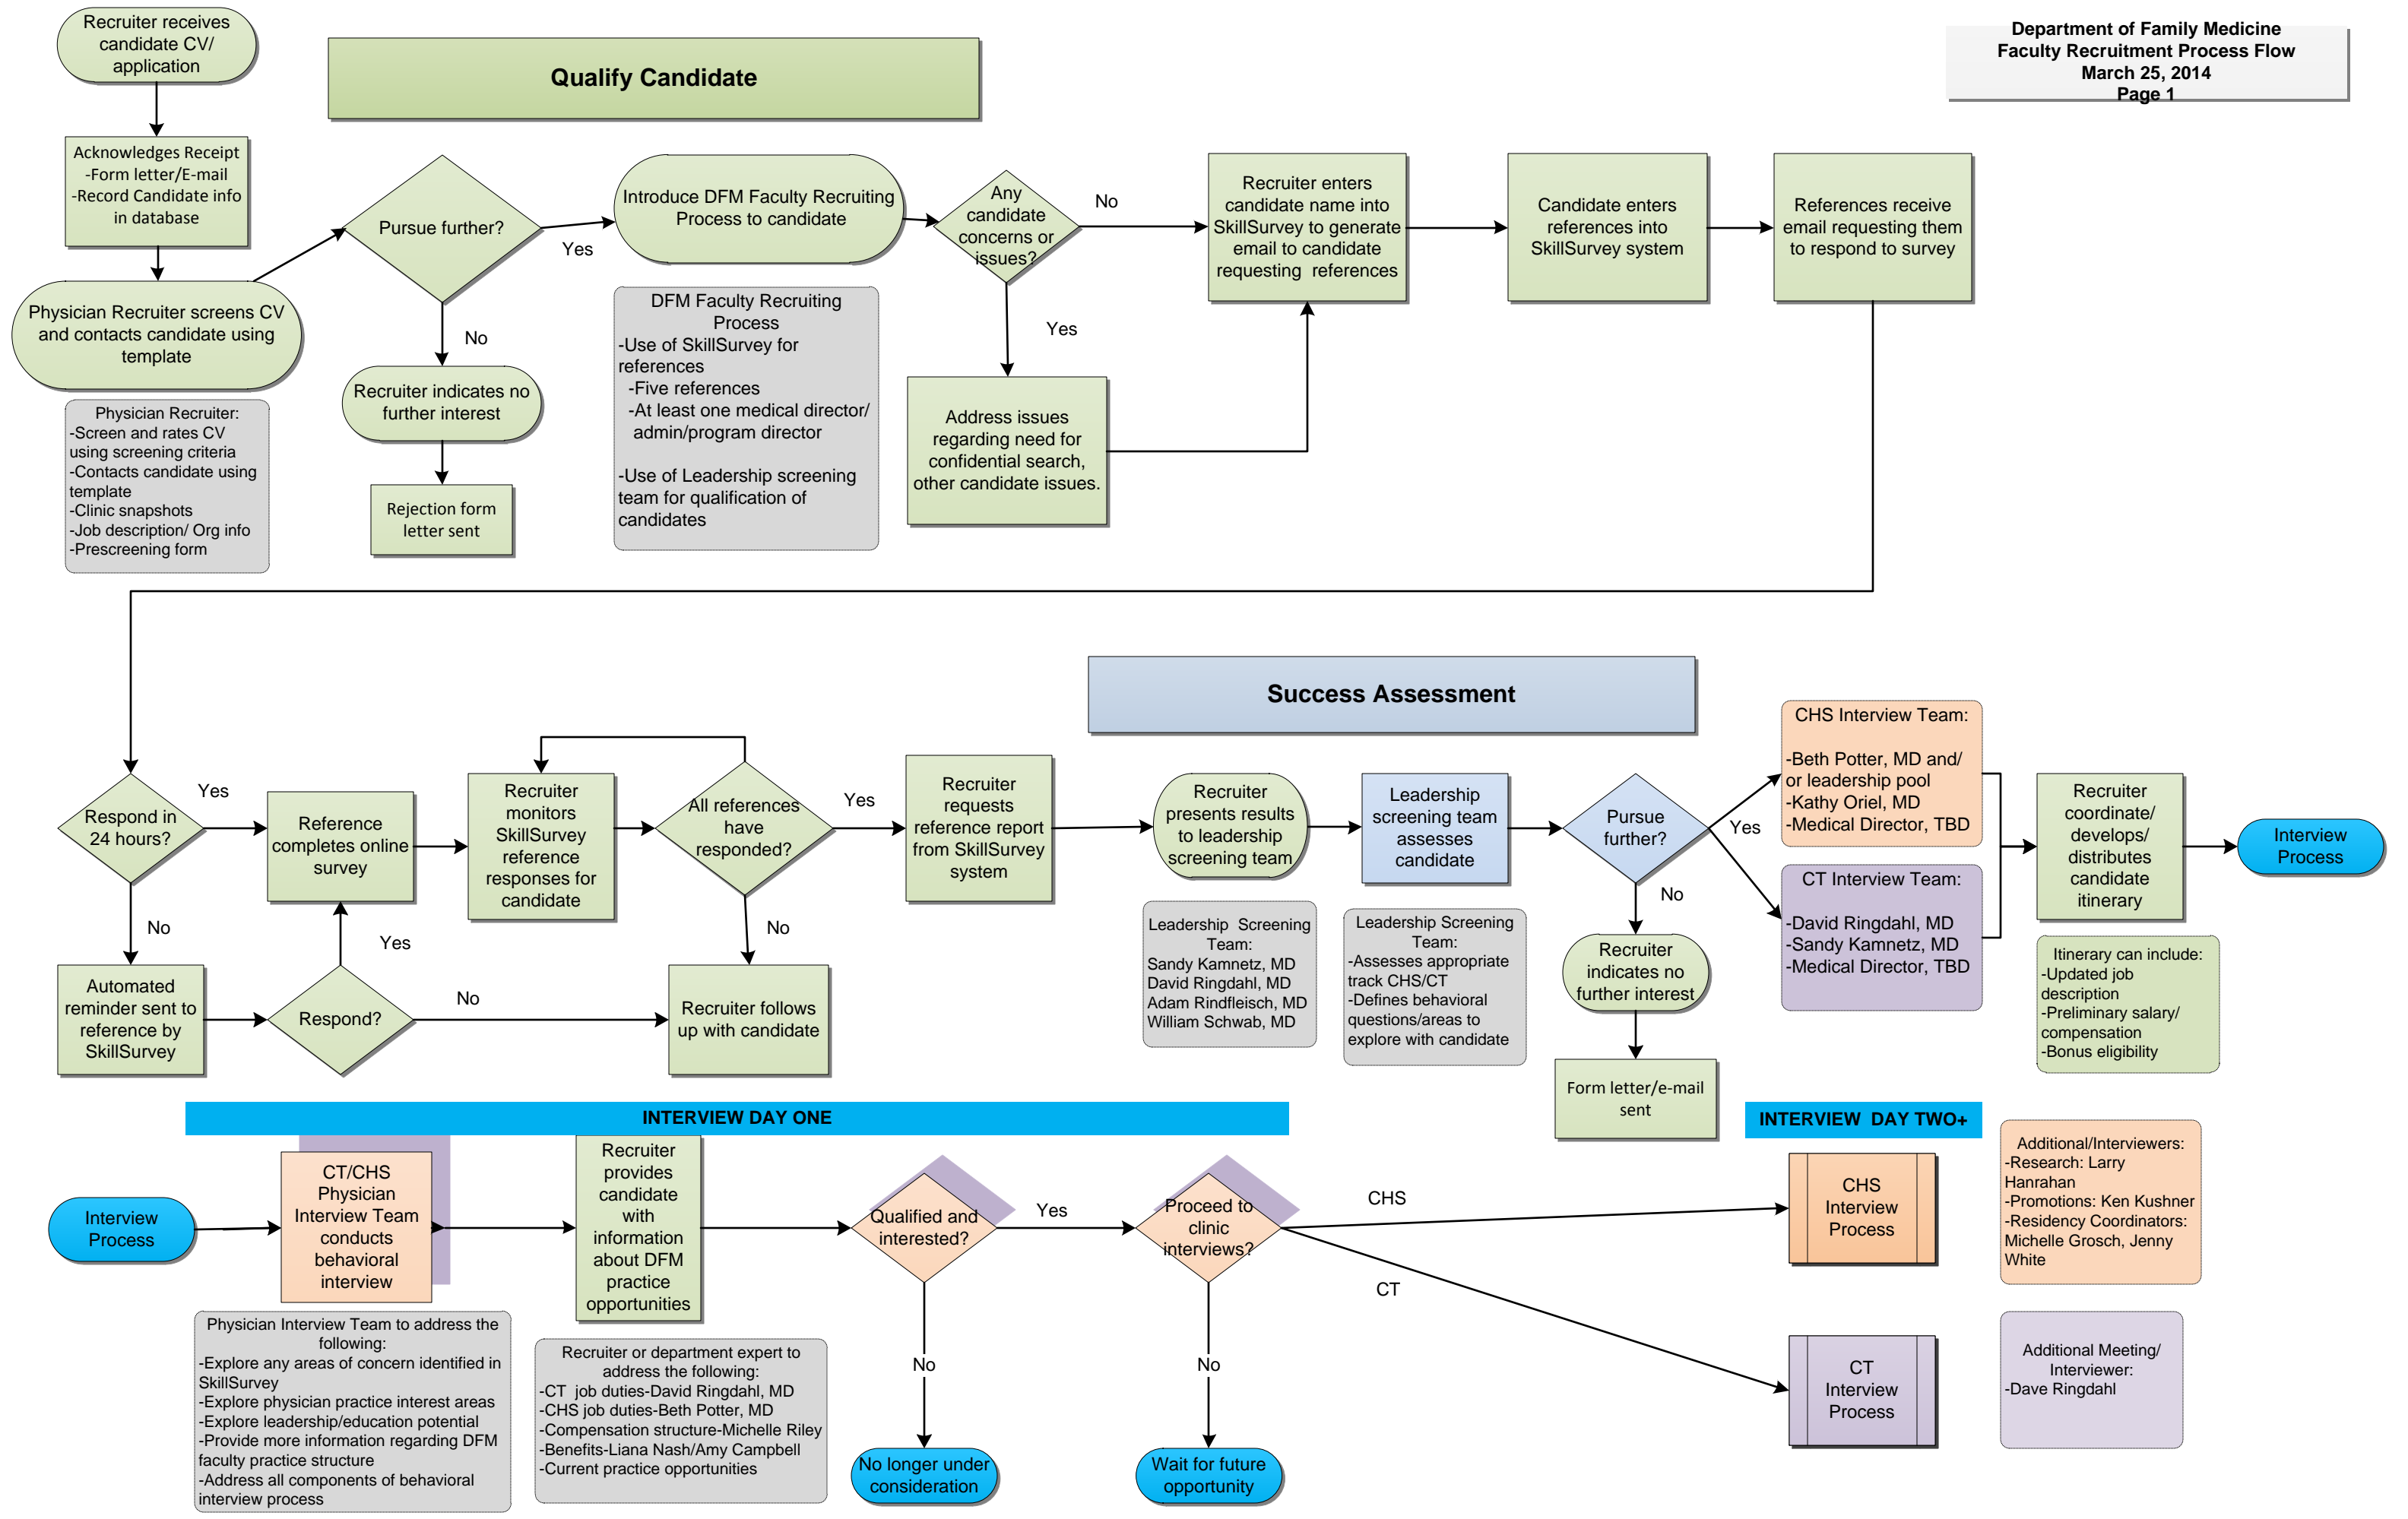 Recruiter receives
candidate CV/
application
Qualify Candidate
Department of Family Medicine
Faculty Recruitment Process Flow
March 25, 2014
Page 1
Acknowledges Receipt
-Form letter/E-mail
-Record Candidate info
in database
Pursue further?
Yes
No
Introduce DFM Faculty Recruiting
Process to candidate
Any
candidate
concerns or
issues?
No
Yes
Recruiter enters
candidate name into
SkillSurvey to generate
email to candidate
requesting references
Candidate enters
references into
SkillSurvey system
References receive
email requesting them
to respond to survey
Physician Recruiter screens CV
and contacts candidate using
template
Physician Recruiter:
-Screen and rates CV
using screening criteria
-Contacts candidate using
template
-Clinic snapshots
-Job description/ Org info
-Prescreening form
Recruiter indicates no
further interest
Rejection form
letter sent
DFM Faculty Recruiting
Process
-Use of SkillSurvey for
references
-Five references
-At least one medical director/
admin/program director
-Use of Leadership screening
team for qualification of
candidates
Address issues
regarding need for
confidential search,
other candidate issues.
Success Assessment
Respond in
24 hours?
Yes
No
Reference
completes online
survey
Recruiter
monitors
SkillSurvey
reference
responses for
candidate
All references
have
responded?
Yes
No
Recruiter
requests
reference report
from SkillSurvey
system
Recruiter
presents results
to leadership
screening team
Leadership
screening team
assesses
candidate
Pursue
further?
Yes
No
CHS Interview Team:
-Beth Potter, MD and/
or leadership pool
-Kathy Oriel, MD
-Medical Director, TBD
CT Interview Team:
-David Ringdahl, MD
-Sandy Kamnetz, MD
-Medical Director, TBD
Recruiter
coordinate/
develops/
distributes
candidate
itinerary
Interview
Process
Automated
reminder sent to
reference by
SkillSurvey
Respond?
Yes
No
Recruiter follows
up with candidate
Leadership Screening
Team:
Sandy Kamnetz, MD
David Ringdahl, MD
Adam Rindfleisch, MD
William Schwab, MD
Leadership Screening
Team:
-Assesses appropriate
track CHS/CT
-Defines behavioral
questions/areas to
explore with candidate
Recruiter
indicates no
further interest
Form letter/e-mail
sent
Itinerary can include:
-Updated job
description
-Preliminary salary/
compensation
-Bonus eligibility
INTERVIEW DAY ONE
INTERVIEW DAY TWO+
Interview
Process
CT/CHS
Physician
Interview Team
conducts
behavioral
interview
Recruiter
provides
candidate
with
information
about DFM
practice
opportunities
Qualified and
interested?
Yes
No
Proceed to
clinic
interviews?
CHS
CT
No
CHS
Interview
Process
CT
Interview
Process
Additional/Interviewers:
-Research: Larry
Hanrahan
-Promotions: Ken Kushner
-Residency Coordinators:
Michelle Grosch, Jenny
White
Additional Meeting/
Interviewer:
-Dave Ringdahl
Physician Interview Team to address the
following:
-Explore any areas of concern identified in
SkillSurvey
-Explore physician practice interest areas
-Explore leadership/education potential
-Provide more information regarding DFM
faculty practice structure
-Address all components of behavioral
interview process
Recruiter or department expert to
address the following:
-CT job duties-David Ringdahl, MD
-CHS job duties-Beth Potter, MD
-Compensation structure-Michelle Riley
-Benefits-Liana Nash/Amy Campbell
-Current practice opportunities
No longer under
consideration
Wait for future
opportunity